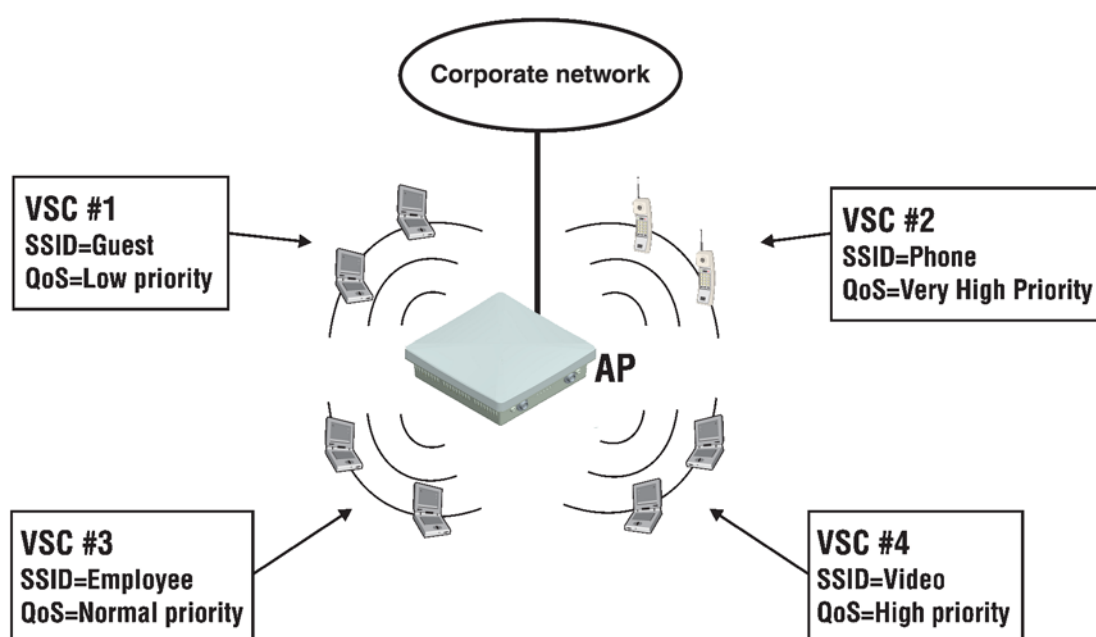 Corporate network
VSC #1
SSID=Guest
QoS=Low priority
VSC #2
SSID=Phone
QoS=Very High Priority
AP
VSC #3
SSID=Employee
QoS=Normal priority
VSC #4
SSID=Video
QoS=High priority